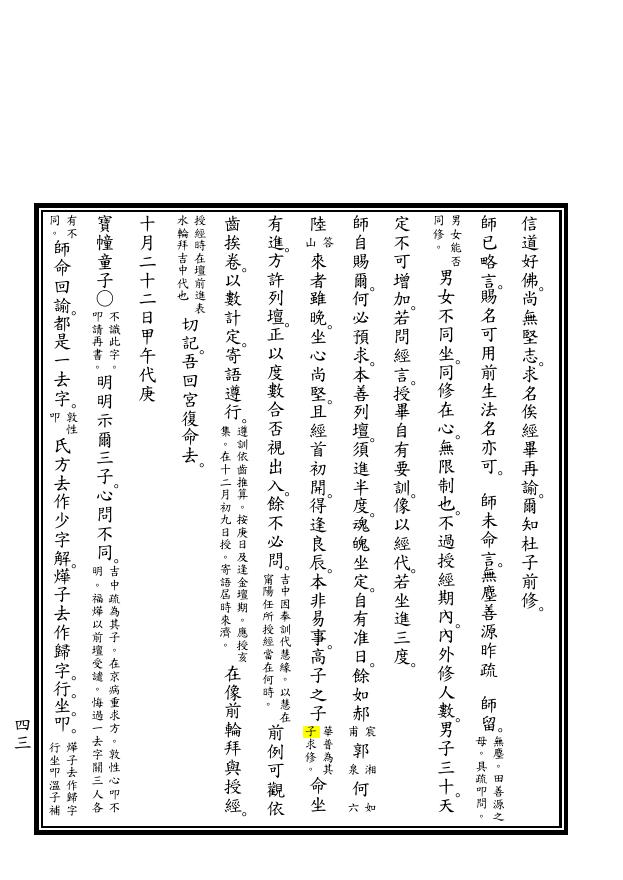 信道好佛。尚無堅志。求名俟經畢再諭。爾知杜子前修。
師已略言。賜名可用前生法名亦可。　師未命言。無塵善源昨疏　師留。無塵。田善源之母。具疏叩問。
男女能否同修。男女不同坐。同修在心。無限制也。不過授經期內。內外修人數。男子三十。天
定不可增加。若問經言。授畢自有要訓。像以經代。若坐進三度。
師自賜爾。何必預求。本善列壇。須進半度。魂魄坐定。自有准日。餘如郝宸甫郭湘泉何如六
陸答山來者雖晚。坐心尚堅。且經首初開。得逢良辰。本非易事。高子之子華普為其子求修。命坐
有進。方許列壇。正以度數合否視出入。餘不必問。吉中因奉訓代慧緣。以慧在甯陽任所授經當在何時。前例可觀依
齒挨卷。以數計定。寄語遵行。遵訓依齒推算。按庚日及逢金壇期。應授亥集。在十二月初九日授。寄語屆時來濟。在像前輪拜與授經。
授經時在壇前進表水輪拜吉中代也切記。吾回宮復命去。
十月二十二日甲午代庚
寶幢童子〇不識此字。叩請再書。明明示爾三子。心問不同。吉中疏為其子。在京病重求方。敦性心叩不明。福燁以前壇受譴。悔過一去字關三人各
有不同。師命回諭。都是一去字。敦性叩氏方去作少字解。燁子去作歸字。行。坐。叩。燁子去作歸字行坐叩溫子補
四三